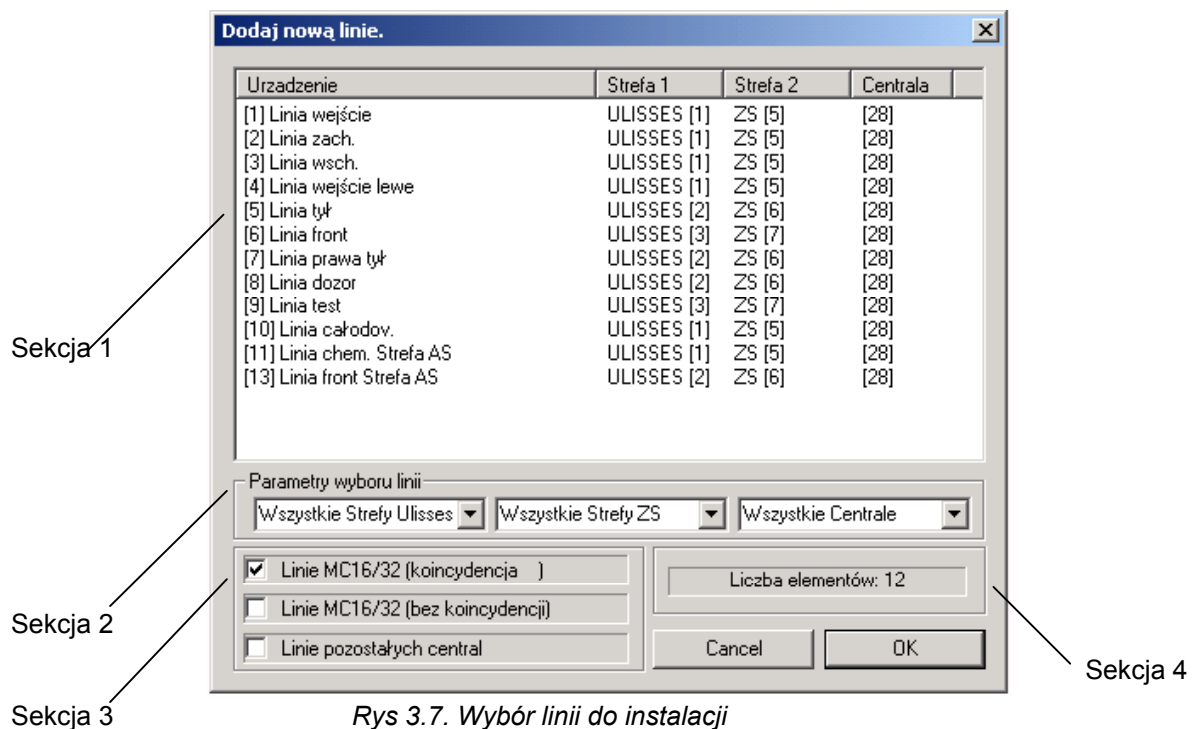 Dodaj nową linie.
Urzadzenie Strefa 1 Strefa 2 Centrala
[1] Linia wejście ULISSES [1] ZS [5] [28]
[2] Linia zach. ULISSES [1] ZS [5] [28]
[3] Linia wsch. ULISSES [1] ZS [5] [28]
[4] Linia wejście lewe ULISSES [1] ZS [5] [28]
[5] Linia tył ULISSES [2] ZS [6] [28]
[6] Linia front ULISSES [3] ZS [7] [28]
[7] Linia prawa tył ULISSES [2] ZS [6] [28]
[8] Linia dozor ULISSES [2] ZS [6] [28]
[9] Linia test ULISSES [3] ZS [7] [28]
[10] Linia całodov. ULISSES [1] ZS [5] [28]
[11] Linia chem. Strefa AS ULISSES [1] ZS [5] [28]
[13] Linia front Strefa AS ULISSES [2] ZS [6] [28]
Sekcja 1
Parametry wyboru linii
Wszystkie Strefy Ulisses Wszystkie Strefy ZS Wszystkie Centrale
Linie MC16/32 (koincydencja )
Liczba elementów: 12
Linie MC16/32 (bez koincydencji)
Sekcja 2
Linie pozostałych central
Cancel OK
Sekcja 4
Sekcja 3
Rys 3.7. Wybór linii do instalacji